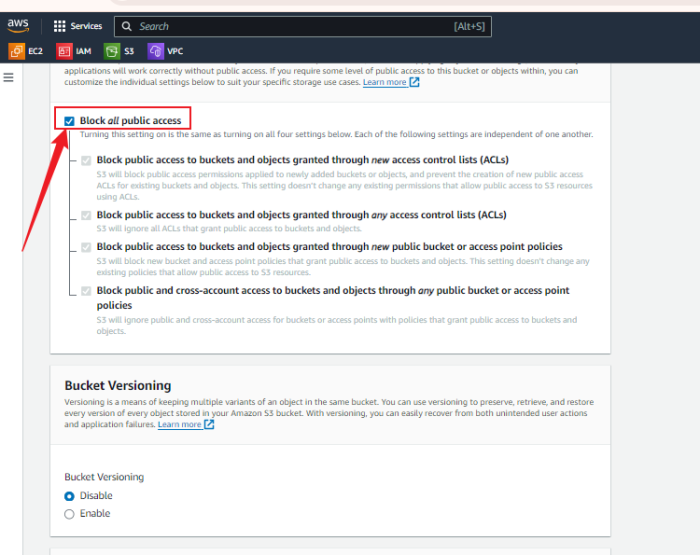 aws
Services
Search
[Alt+S]
EC2
IAM
S3
VPC
applications will work correctly without public access. If you require some level of public access to this bucket or objects within, you can
customize the individual settings below to suit your specific storage use cases. Learn more
Block all public access
Turning this setting on is the same as turning on all four settings below. Each of the following settings are independent of one another.
Block public access to buckets and objects granted through new access control lists (ACLs)
S3 will block public access permissions applied to newly added buckets or objects, and prevent the creation of new public access
ACLs for existing buckets and objects. This setting doesn't change any existing permissions that allow public access to S3 resources
using ACLs.
Block public access to buckets and objects granted through any access control lists (ACLs)
S3 will ignore all ACLs that grant public access to buckets and objects.
Block public access to buckets and objects granted through new public bucket or access point policies
S3 will block new bucket and access point policies that grant public access to buckets and objects. This setting doesn't change any
existing policies that allow public access to S3 resources.
Block public and cross-account access to buckets and objects through any public bucket or access point
policies
S3 will ignore public and cross-account access for buckets or access points with policies that grant public access to buckets and
objects.
Bucket Versioning
Versioning is a means of keeping multiple variants of an object in the same bucket. You can use versioning to preserve, retrieve, and restore
every version of every object stored in your Amazon S3 bucket. With versioning, you can easily recover from both unintended user actions
and application failures. Learn more
Bucket Versioning
Disable
Enable